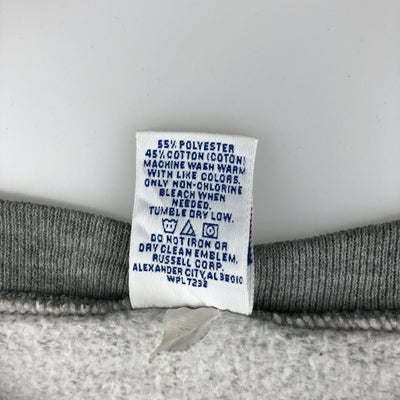 55% POLYESTER
45% COTTON (COTON)
MACHINE WASH WARM
WITH LIKE COLORS.
ONLY NON-CHLORINE
BLEACH WHEN
NEEDED.
TUMBLE DRY LOW.
DO NOT IRON OR
DRY CLEAN EMBLEM.
RUSSELL CORP.
ALEXANDER CITY, AL 35010
WPL7232